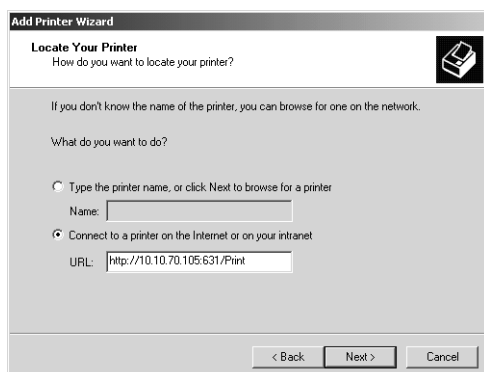 Add Printer Wizard
Locate Your Printer
How do you want to locate your printer?
If you don't know the name of the printer, you can browse for one on the network.
What do you want to do?
Type the printer name, or click Next to browse for a printer
Name:
Connect to a printer on the Internet or on your intranet
URL: http://10.10.70.105:631/Print
< Back Next > Cancel